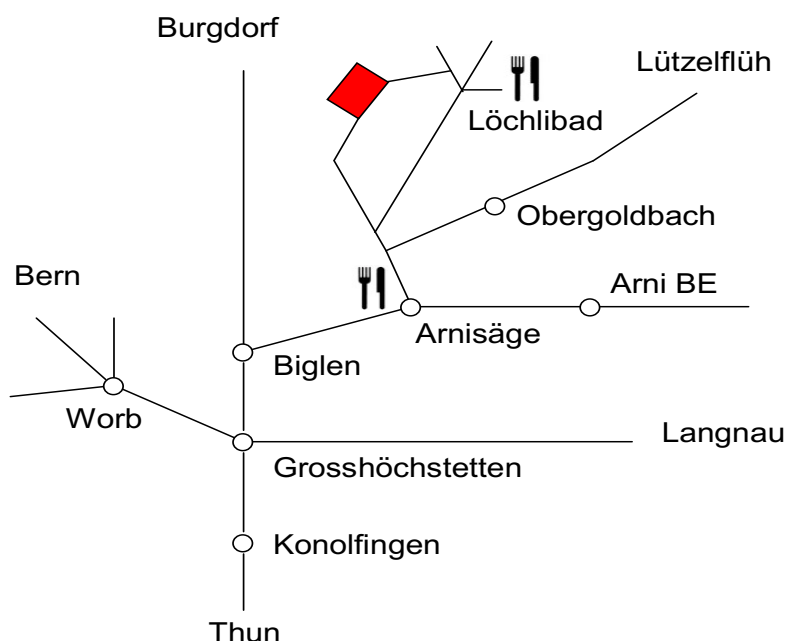 Burgdorf
Lützelflüh
Löchlibad
Obergoldbach
Bern
Arni BE
Arnisäge
Biglen
Worb
Langnau
Grosshöchstetten
Konolfingen
Thun